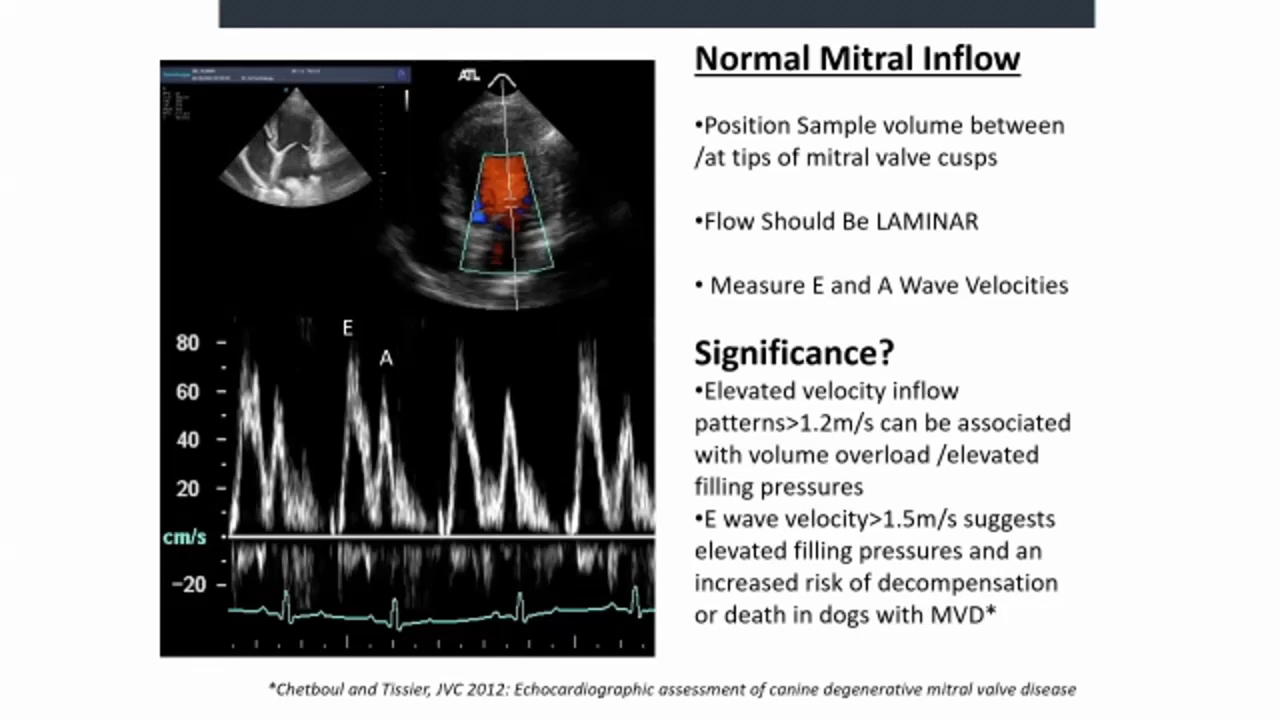 Normal Mitral Inflow
•Position Sample volume between
/at tips of mitral valve cusps
•Flow Should Be LAMINAR
• Measure E and A Wave Velocities
Significance?
•Elevated velocity inflow
patterns>1.2m/s can be associated
with volume overload /elevated
filling pressures
•E wave velocity>1.5m/s suggests
elevated filling pressures and an
increased risk of decompensation
or death in dogs with MVD*
ATL
E
A
80
60
40
20
cm/s
-20
*Chetboul and Tissier, JVC 2012: Echocardiographic assessment of canine degenerative mitral valve disease